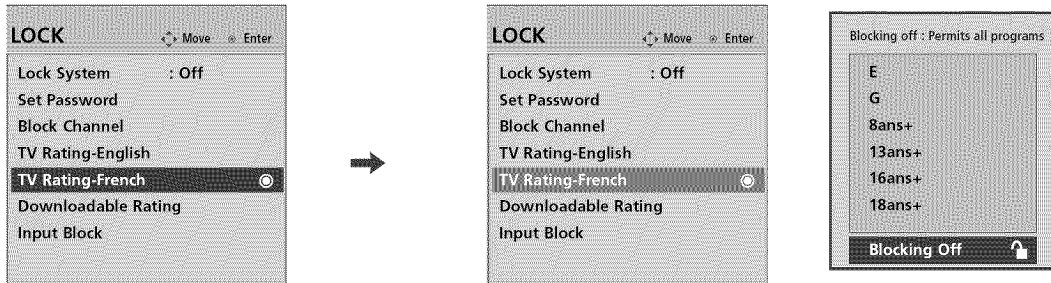 LOCK Move Enter
Lock System : Off
Set Password
Block Channel
TV Rating-English
TV Rating-French
Downloadable Rating
Input Block
LOCK Move Enter
Lock System : Off
Set Password
Block Channel
TV Rating-English
TV Rating-French
Downloadable Rating
Input Block
Blocking off : Permits all programs
E
G
8ans+
13ans+
16ans+
18ans+
Blocking Off